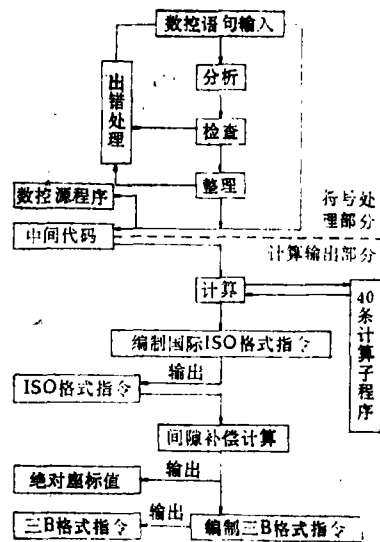 数控语句输入
分析
出错处理
检查
整理
数控源程序
符与处
理部分
中间代码
计算输出部分
计算
40条计算子程序
编制国际ISO格式指令
输出
ISO格式指令
间隙补偿计算
输出
绝对座标值
输出
三B格式指令
编制三B格式指令